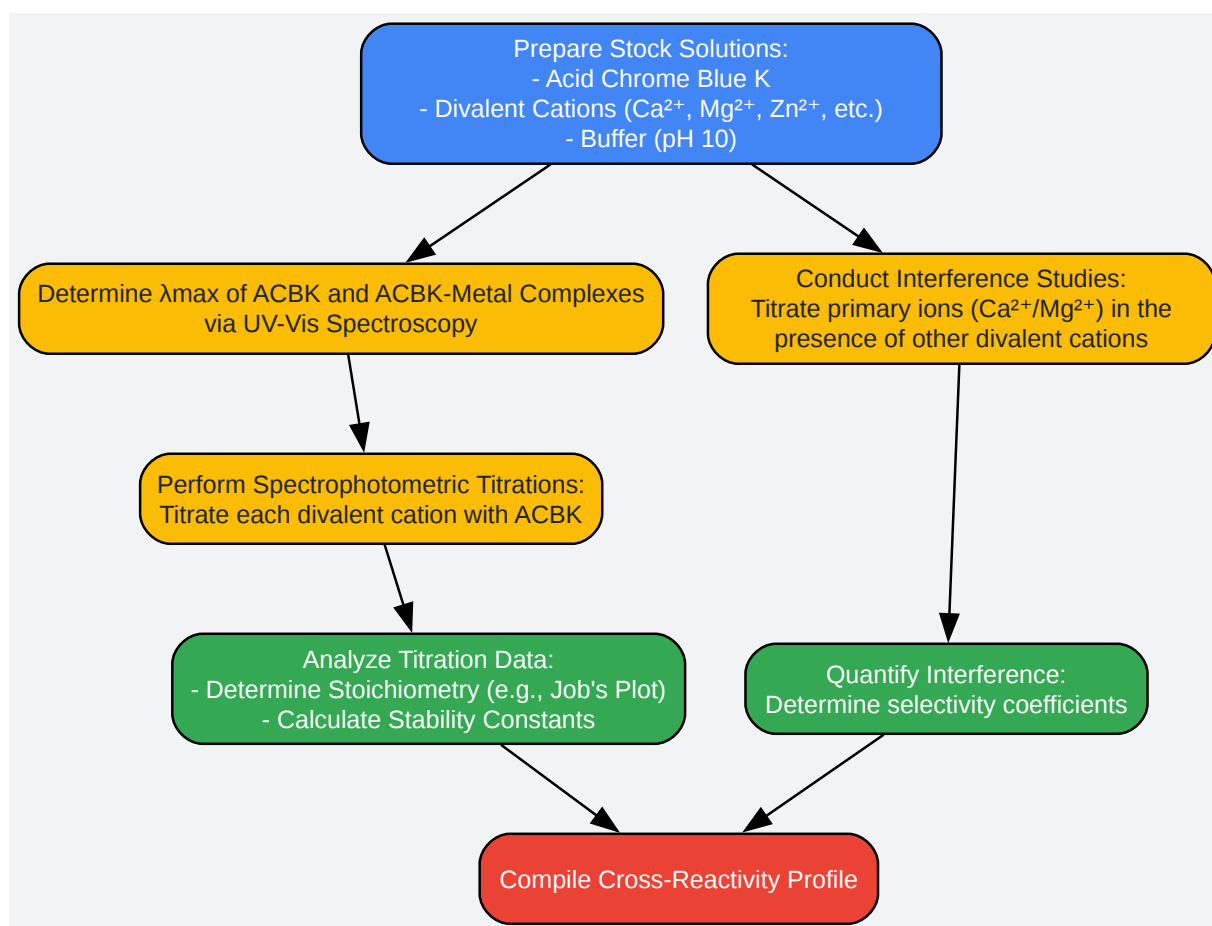 Prepare Stock Solutions:
- Acid Chrome Blue K
- Divalent Cations (Ca²⁺, Mg²⁺, Zn²⁺, etc.)
- Buffer (pH 10)
Determine λmax of ACBK and ACBK-Metal Complexes
via UV-Vis Spectroscopy
Conduct Interference Studies:
Titrate primary ions (Ca²⁺/Mg²⁺) in the
presence of other divalent cations
Perform Spectrophotometric Titrations:
Titrate each divalent cation with ACBK
Analyze Titration Data:
- Determine Stoichiometry (e.g., Job's Plot)
- Calculate Stability Constants
Quantify Interference:
Determine selectivity coefficients
Compile Cross-Reactivity Profile